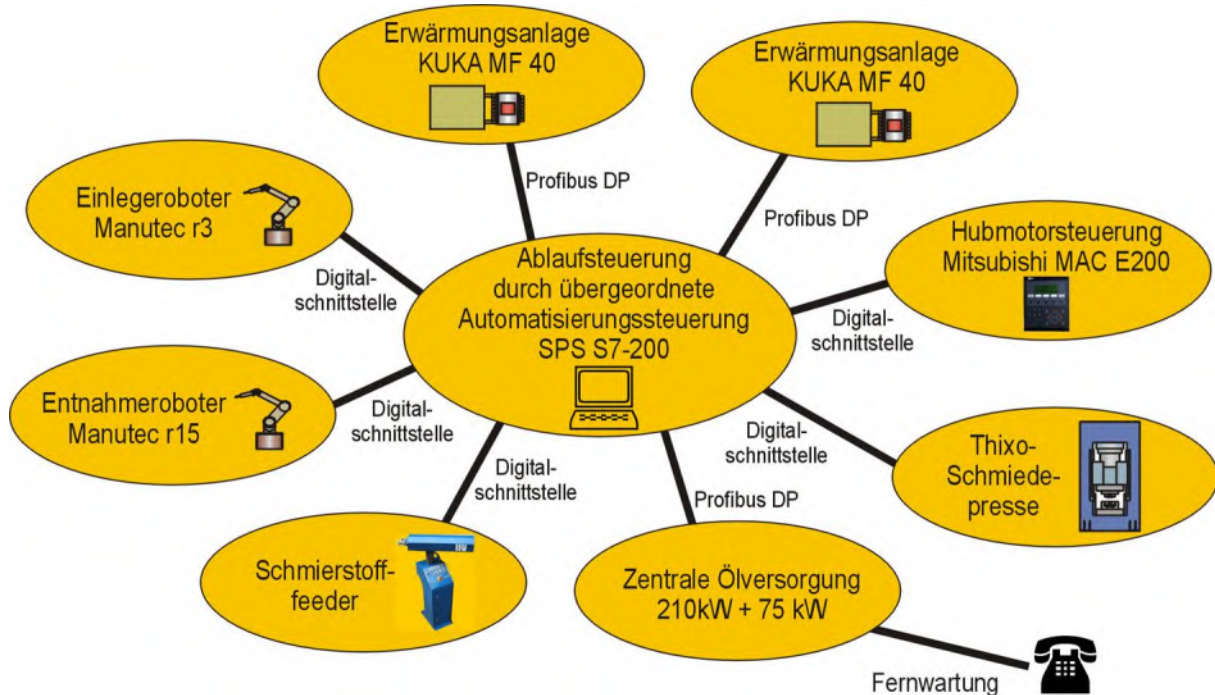 Erwärmungsanlage
KUKA MF 40
Erwärmungsanlage
KUKA MF 40
Profibus DP
Profibus DP
Einlegeroboter
Manutec r3
Digital-
schnittstelle
Ablaufsteuerung
durch übergeordnete
Automatisierungssteuerung
SPS S7-200
Hubmotorsteuerung
Mitsubishi MAC E200
Digital-
schnittstelle
Entnahmeroboter
Manutec r15
Digital-
schnittstelle
Digital-
schnittstelle
Thixo-
Schmiede-
presse
Digital-
schnittstelle
Profibus DP
Schmierstoff-
feeder
Zentrale Ölversorgung
210kW + 75 kW
Fernwartung